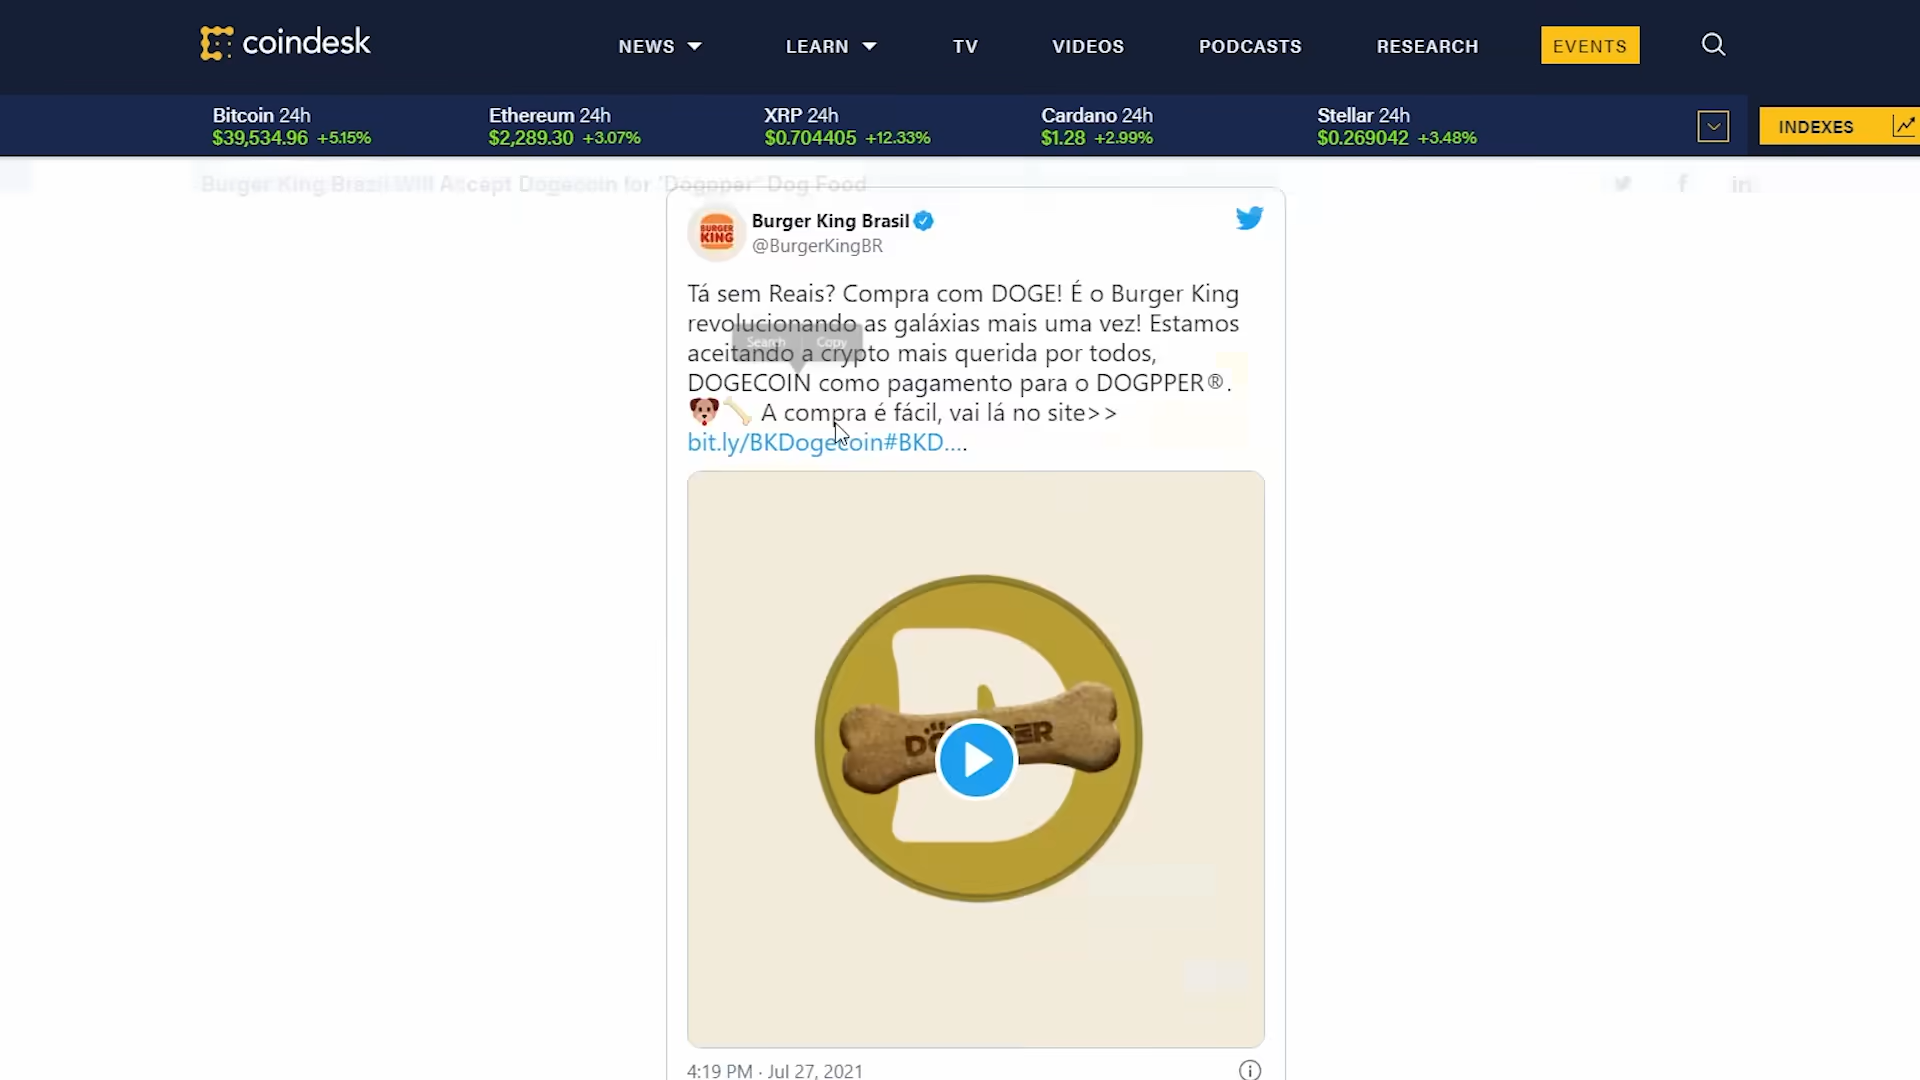 coindesk
NEWS
LEARN
TV
VIDEOS
PODCASTS
RESEARCH
EVENTS
Bitcoin 24h
$39,534.96 +5.15%
Ethereum 24h
$2,289.30 +3.07%
XRP 24h
$0.704405 +12.33%
Cardano 24h
$1.28 +2.99%
Stellar 24h
$0.269042 +3.48%
INDEXES
Burger King Brazil Will Accept Dogecoin for 'Dogpper' Dog Food
BURGER
KING
Burger King Brasil
@BurgerKingBR
Tá sem Reais? Compra com DOGE! É o Burger King
revolucionando as galáxias mais uma vez! Estamos
Search Copy
aceitando a crypto mais querida por todos,
DOGECOIN como pagamento para o DOGPPER®.
🐶🦴 A compra é fácil, vai lá no site>>
bit.ly/BKDogecoin#BKD....
4:19 PM · Jul 27, 2021